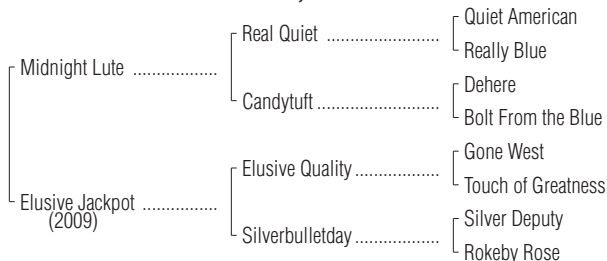 Quiet American
Real Quiet ..................
Really Blue
Midnight Lute .................
Dehere
Candytuft ....................
Bolt From the Blue
Gone West
Elusive Quality ..............
Touch of Greatness
Elusive Jackpot ...............
(2009)
Silver Deputy
Silverbulletday ..............
Rokeby Rose